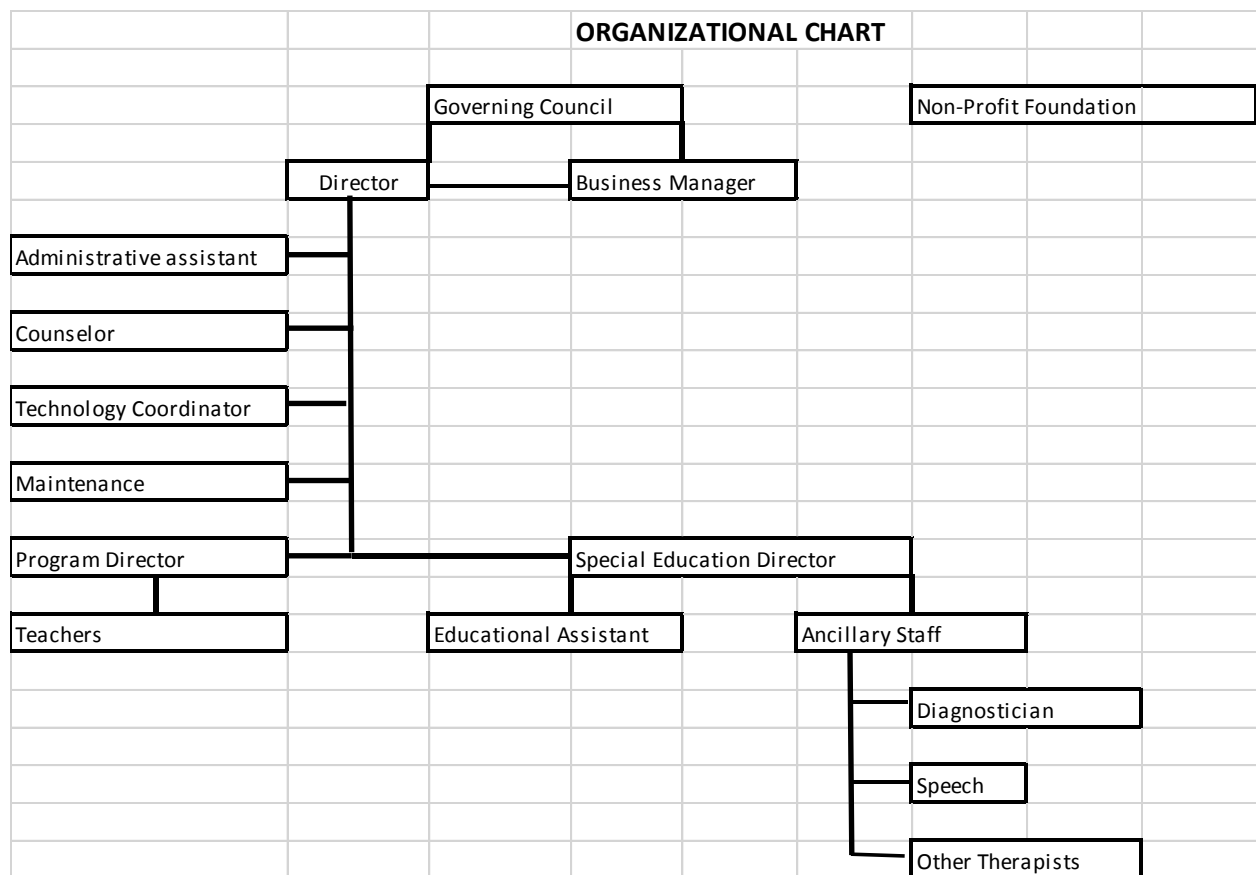 ORGANIZATIONAL CHART
Governing Council
Non-Profit Foundation
Director
Business Manager
Administrative assistant
Counselor
Technology Coordinator
Maintenance
Program Director
Special Education Director
Teachers
Educational Assistant
Ancillary Staff
Diagnostician
Speech
Other Therapists